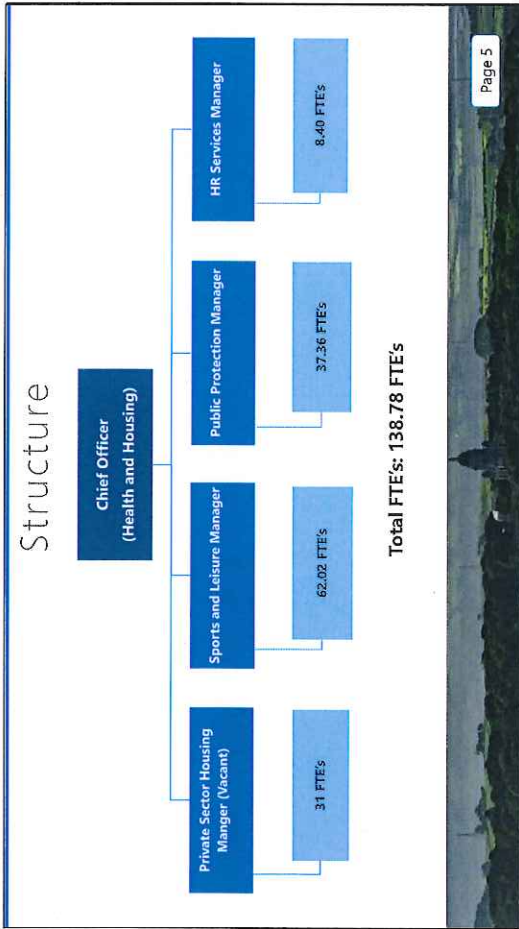 Structure
Chief Officer
(Health and Housing)
Private Sector Housing
Manger (Vacant)
Sports and Leisure Manager
Public Protection Manager
HR Services Manager
31 FTE's
62.02 FTE's
37.36 FTE's
8.40 FTE's
Total FTE's: 138.78 FTE's
Page 5